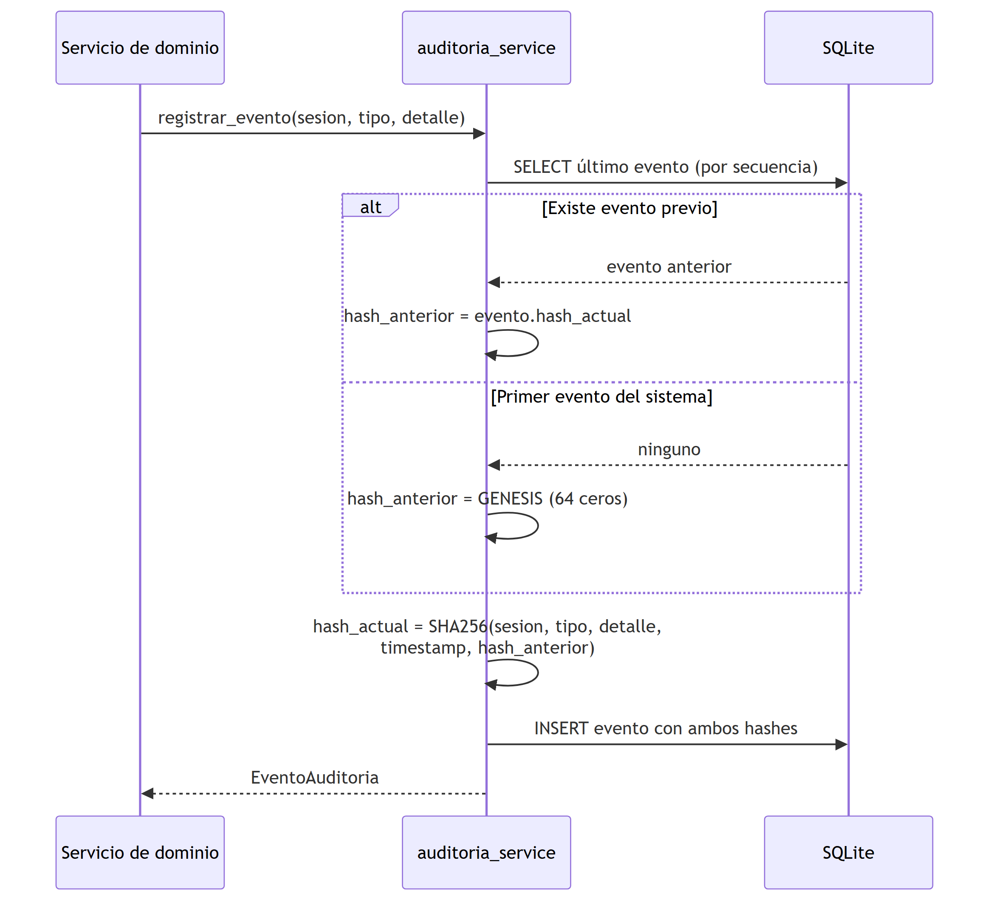 Servicio de dominio
auditoria_service
SQLite
registrar_evento(sesion, tipo, detalle)
SELECT último evento (por secuencia)
alt
[Existe evento previo]
evento anterior
hash_anterior = evento.hash_actual
[Primer evento del sistema]
ninguno
hash_anterior = GENESIS (64 ceros)
hash_actual = SHA256(sesion, tipo, detalle,
timestamp, hash_anterior)
INSERT evento con ambos hashes
EventoAuditoria
Servicio de dominio
auditoria_service
SQLite